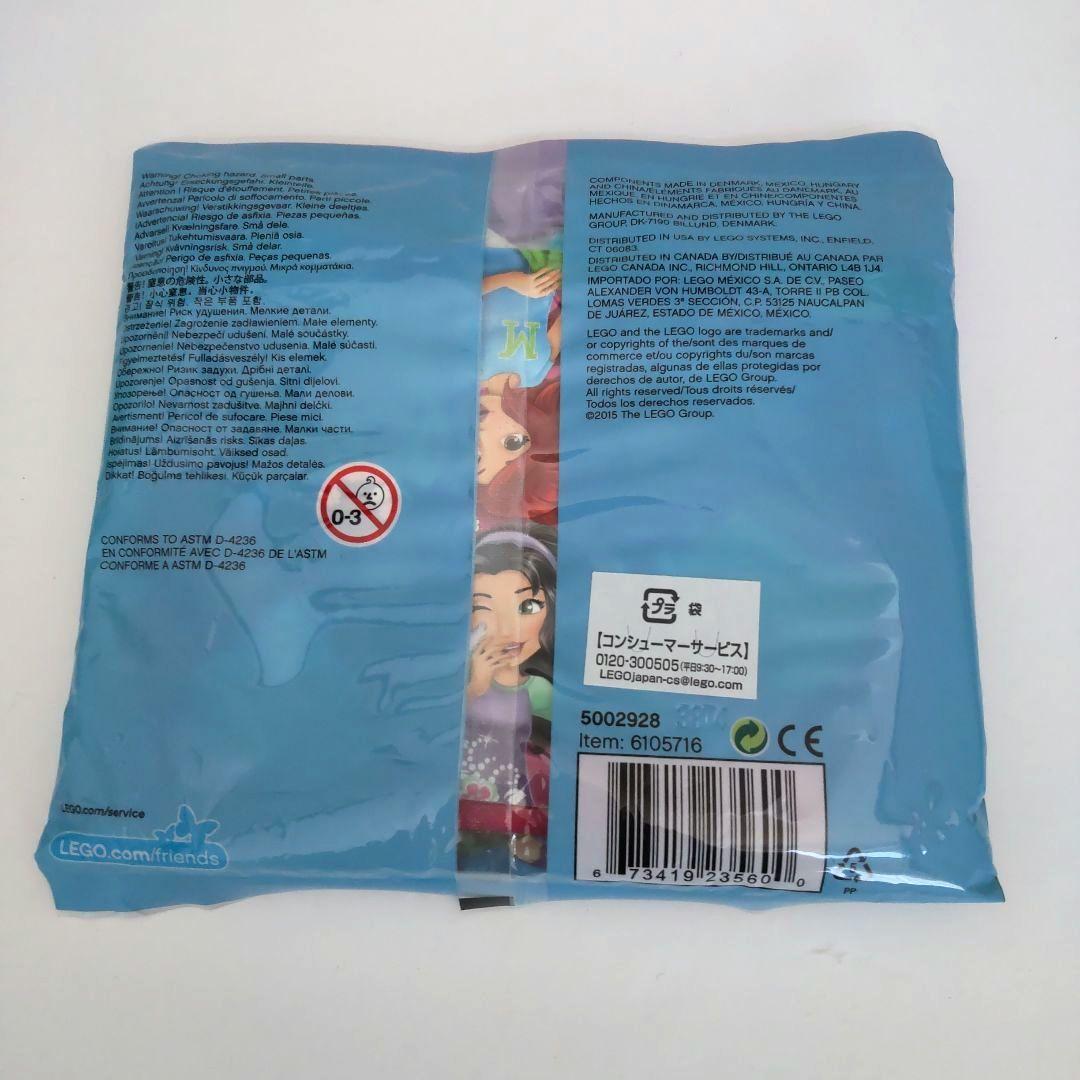 Warning! Choking hazard. Small parts.
Achtung! Erstickungsgefahr. Kleinteile.
Attention ! Risque d'étouffement. Petites pièces.
Avvertenza! Pericolo di soffocamento. Parti piccole.
Waarschuwing! Verstikkingsgevaar. Kleine deeltjes.
¡Advertencia! Riesgo de asfixia. Piezas pequeñas.
Advarsel! Kvælningsfare. Små dele.
Varoitus! Tukehtumisvaara. Pieniä osia.
Varning! Kvävningsrisk. Små delar.
Atenção! Perigo de asfixia. Peças pequenas.
Προειδοποίηση! Κίνδυνος πνιγμού. Μικρά κομματάκια.
警告! 窒息の危険性。小さな部品。
警告! 小心窒息。当心小物件。
경고! 질식 위험. 작은 부품 포함.
Внимание! Риск удушения. Мелкие детали.
Ostrzeżenie! Zagrożenie zadławieniem. Małe elementy.
Upozornění! Nebezpečí udušení. Malé součástky.
Upozornenie! Nebezpečenstvo udusenia. Malé súčasti.
Figyelmeztetés! Fulladásveszély! Kis elemek.
Обережно! Ризик задухи. Дрібні деталі.
Upozorenje! Opasnost od gušenja. Sitni dijelovi.
Упозорење! Опасност од гушења. Мали делови.
Opozorilo! Nevarnost zadušitve. Majhni delčki.
Avertisment! Pericol de sufocare. Piese mici.
Внимание! Опасност от задавяне. Малки части.
Brīdinājums! Aizrīšanās risks. Sīkas daļas.
Hoiatus! Lämbumisoht. Väiksed osad.
Įspėjimas! Uždusimo pavojus! Mažos detalės.
Dikkat! Boğulma tehlikesi. Küçük parçalar.
0-3
CONFORMS TO ASTM D-4236
EN CONFORMITÉ AVEC D-4236 DE L'ASTM
CONFORME A ASTM D-4236
LEGO.com/service
LEGO.com/friends
M
COMPONENTS MADE IN DENMARK, MEXICO, HUNGARY
AND CHINA/ÉLÉMENTS FABRIQUÉS AU DANEMARK, AU
MEXIQUE, EN HONGRIE ET EN CHINE/COMPONENTES
HECHOS EN DINAMARCA, MÉXICO, HUNGRÍA Y CHINA.
MANUFACTURED AND DISTRIBUTED BY THE LEGO
GROUP, DK-7190 BILLUND, DENMARK.
DISTRIBUTED IN USA BY LEGO SYSTEMS, INC., ENFIELD,
CT 06083.
DISTRIBUTED IN CANADA BY/DISTRIBUÉ AU CANADA PAR
LEGO CANADA INC., RICHMOND HILL, ONTARIO L4B 1J4.
IMPORTADO POR: LEGO MÉXICO S.A. DE C.V., PASEO
ALEXANDER VON HUMBOLDT 43-A, TORRE II PB COL.
LOMAS VERDES 3ª SECCIÓN, C.P. 53125 NAUCALPAN
DE JUÁREZ, ESTADO DE MÉXICO, MÉXICO.
LEGO and the LEGO logo are trademarks and/
or copyrights of the/sont des marques de
commerce et/ou copyrights du/son marcas
registradas, algunas de ellas protegidas por
derechos de autor, de LEGO Group.
All rights reserved/Tous droits réservés/
Todos los derechos reservados.
©2015 The LEGO Group.
プラ 袋
【コンシューマーサービス】
0120-300505(平日9:30～17:00)
LEGOjapan-cs@lego.com
5002928
Item: 6105716
CE
6 73419 23560 0
5
PP